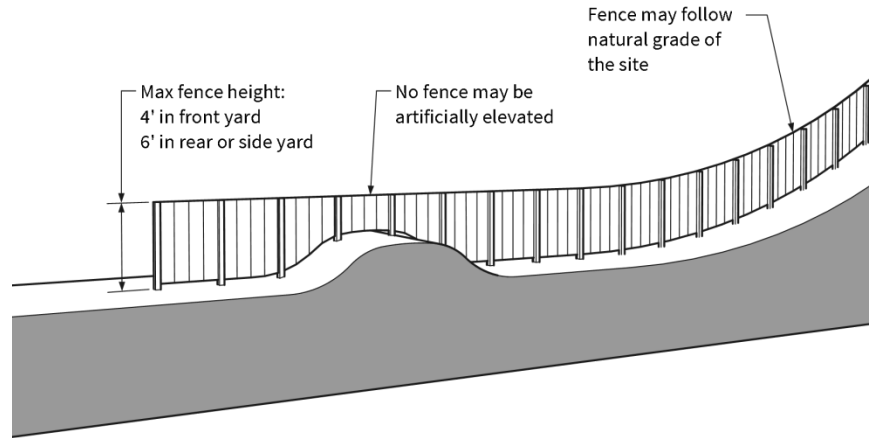 Fence may follow
natural grade of
the site
Max fence height:
4' in front yard
6' in rear or side yard
No fence may be
artificially elevated